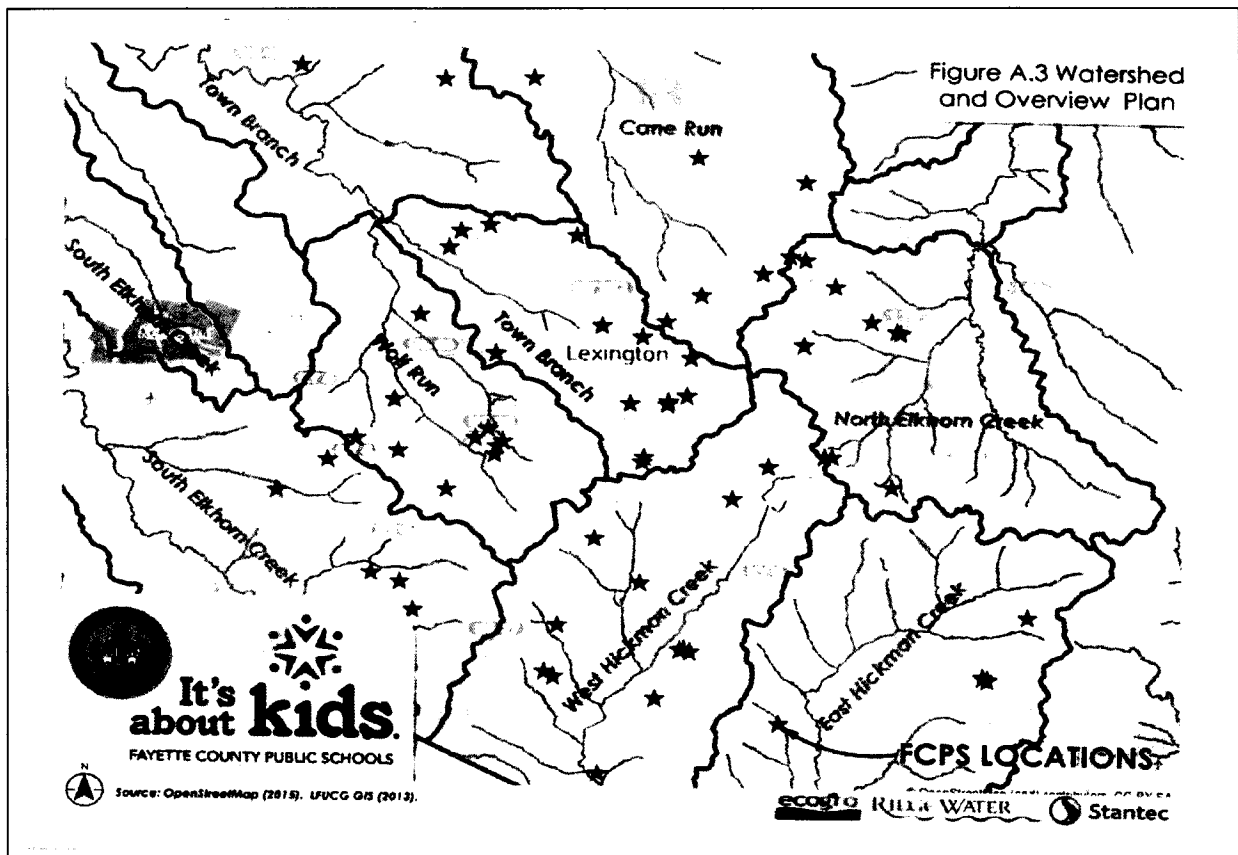 Figure A.3 Watershed
and Overview Plan
Town Branch
Cane Run
South Elkhorn Creek
Wolf Run
Town Branch
Lexington
North Elkhorn Creek
South Elkhorn Creek
West Hickman Creek
East Hickman Creek
It's
about kids.
FAYETTE COUNTY PUBLIC SCHOOLS
FCPS LOCATIONS
N
Source: OpenStreetMap (2015). LFUCG GIS (2013).
WATER
Stantec